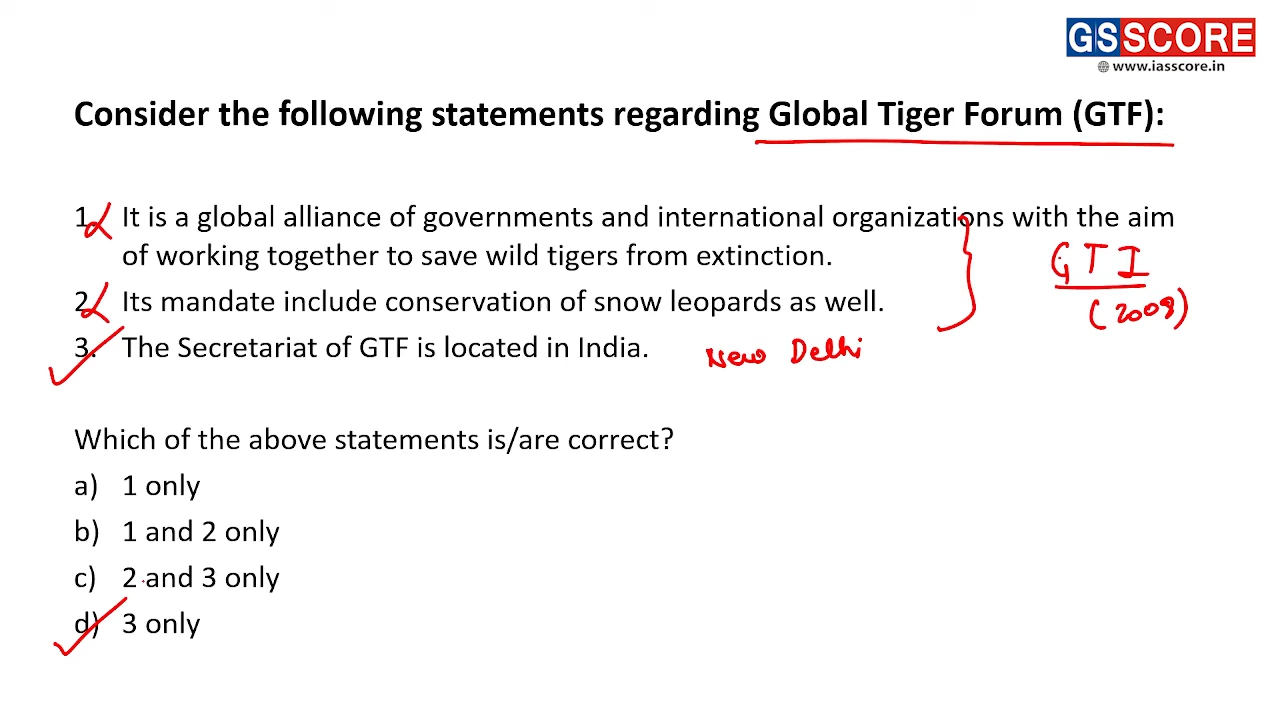 GSSCORE
www.iasscore.in
Consider the following statements regarding Global Tiger Forum (GTF):
1. It is a global alliance of governments and international organizations with the aim
of working together to save wild tigers from extinction.
GTI
2. Its mandate include conservation of snow leopards as well.
(2008)
3. The Secretariat of GTF is located in India. New Delhi
Which of the above statements is/are correct?
a) 1 only
b) 1 and 2 only
c) 2 and 3 only
d) 3 only